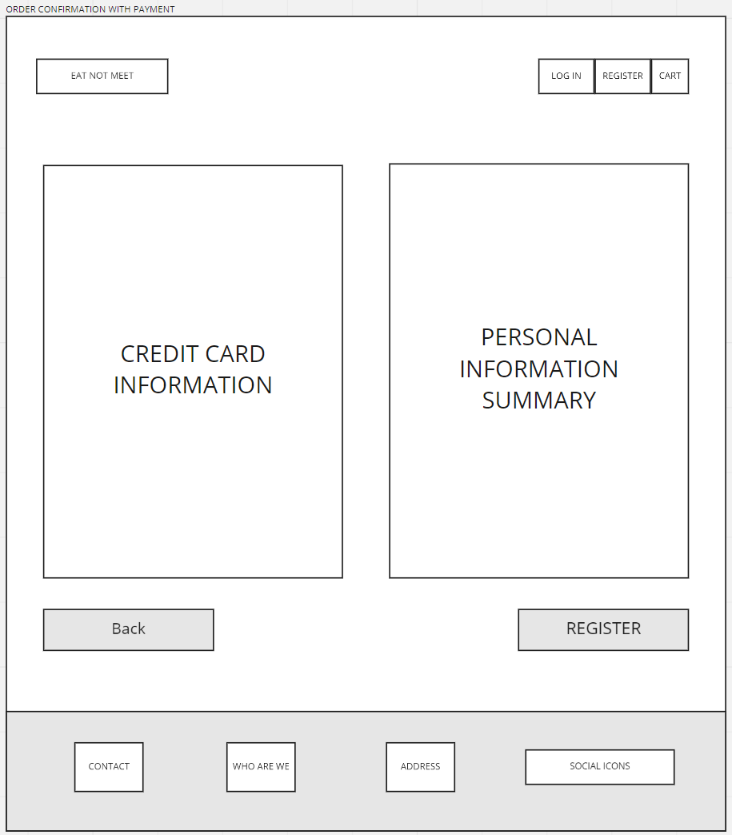 ORDER CONFIRMATION WITH PAYMENT
EAT NOT MEET
LOG IN
REGISTER
CART
CREDIT CARD
INFORMATION
PERSONAL
INFORMATION
SUMMARY
Back
REGISTER
CONTACT
WHO ARE WE
ADDRESS
SOCIAL ICONS